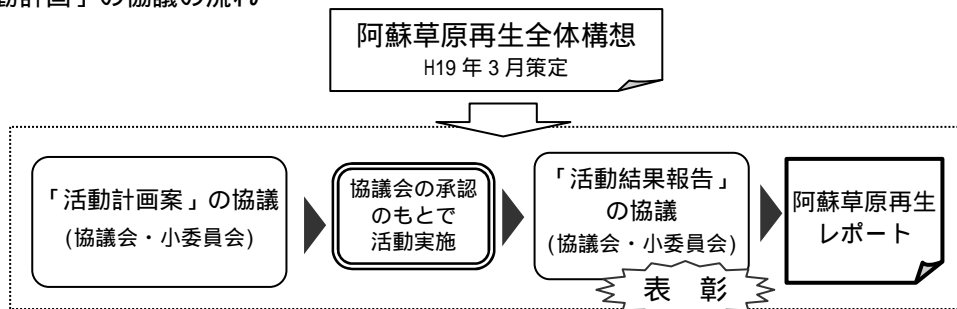 動計画」の協議の流れ
阿蘇草原再生全体構想
H19年3月策定
「活動計画案」の協議
(協議会・小委員会)
協議会の承認
のもとで
活動実施
「活動結果報告」
の協議
(協議会・小委員会)
表 彰
阿蘇草原再生
レポート